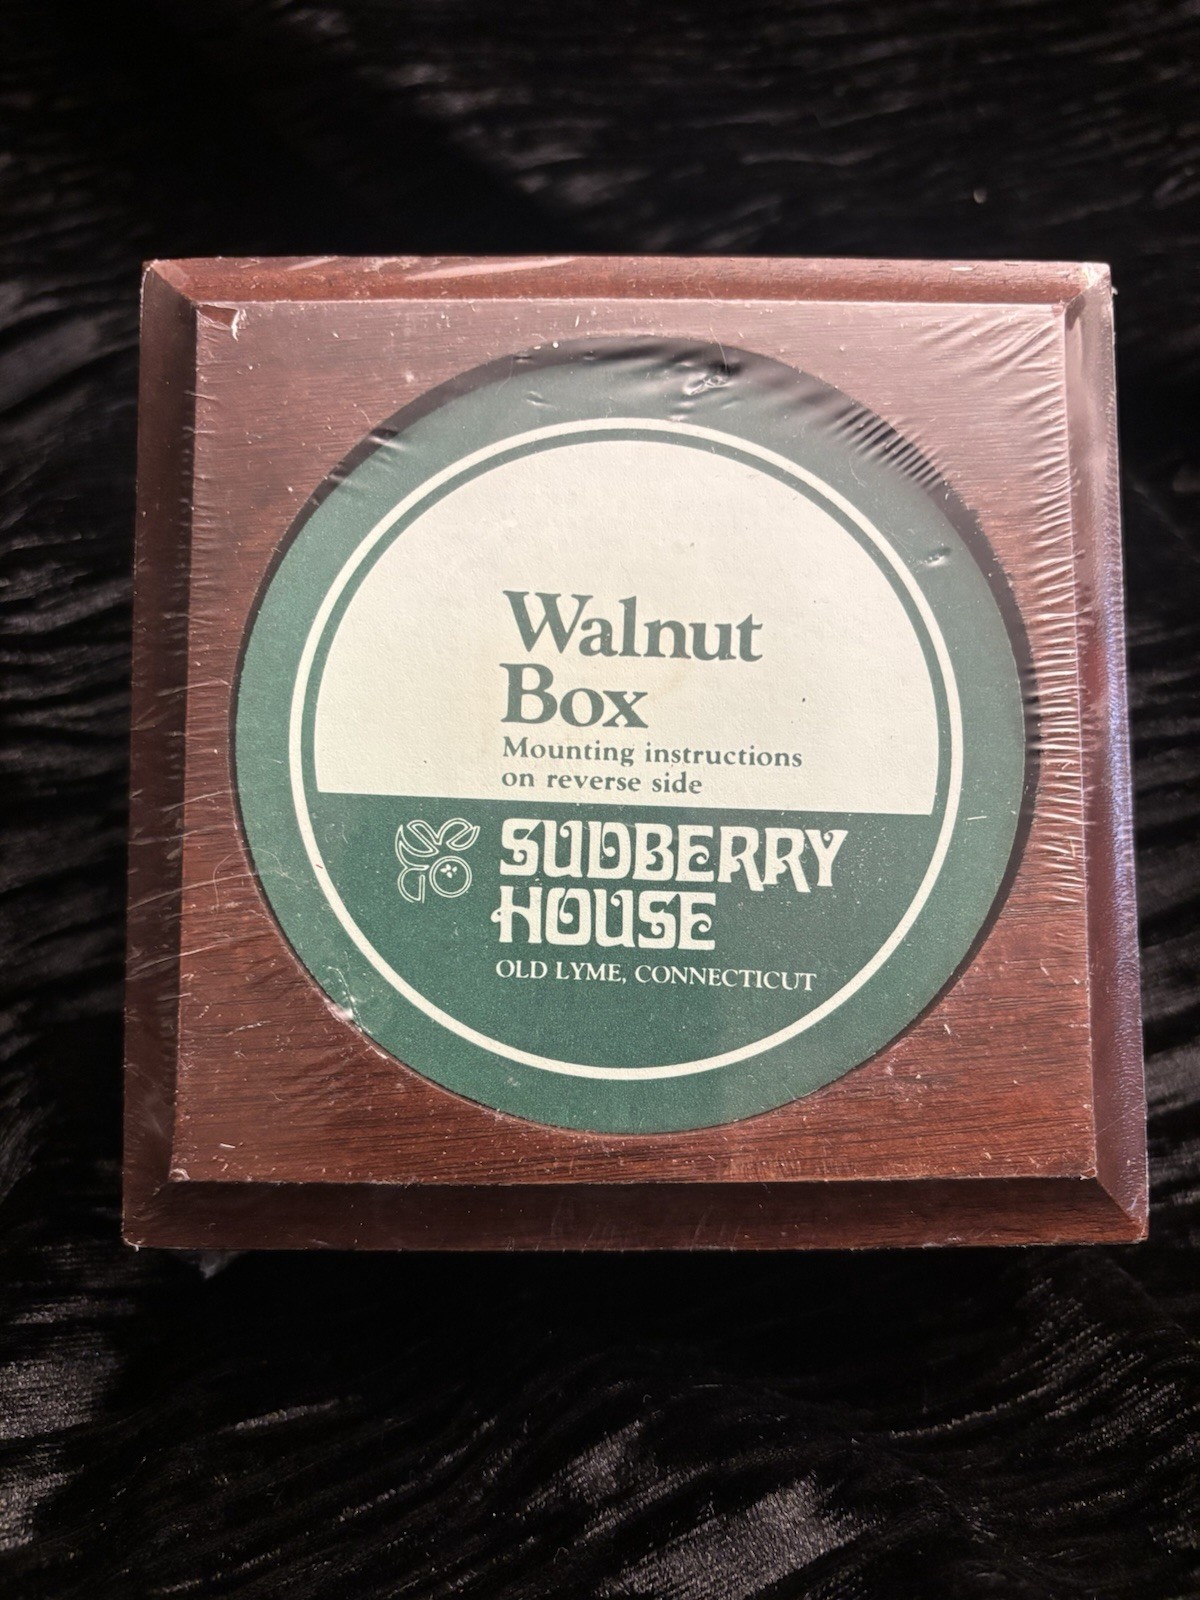 Walnut
Box
Mounting instructions
on reverse side
SUDBERRY
HOUSE
OLD LYME, CONNECTICUT